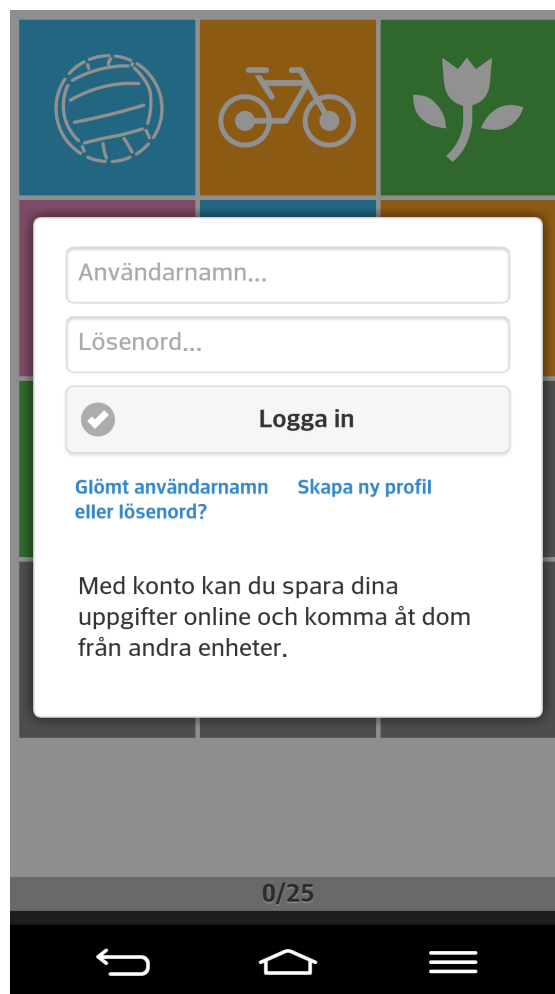 Användarnamn...
Lösenord...
Logga in
Glömt användarnamn
eller lösenord?
Skapa ny profil
Med konto kan du spara dina
uppgifter online och komma åt dom
från andra enheter.
0/25